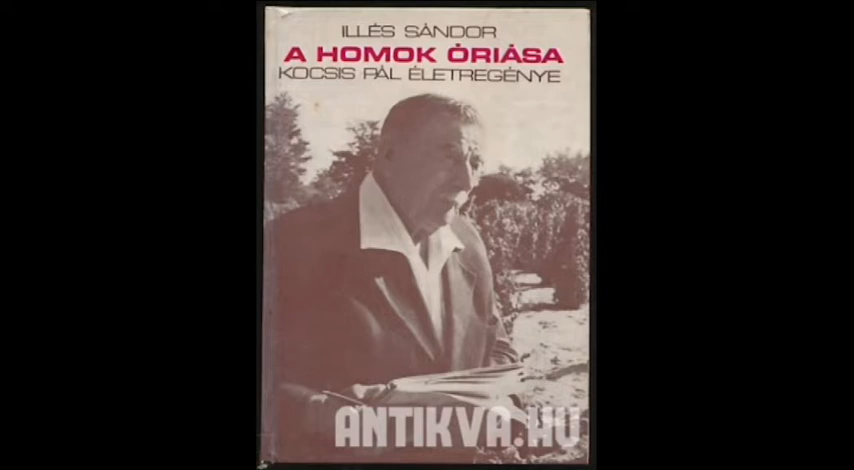 ILLÉS SÁNDOR
A HOMOK ÓRIÁSA
KOCSIS PÁL ÉLETREGÉNYE
ANTIKVA.HU